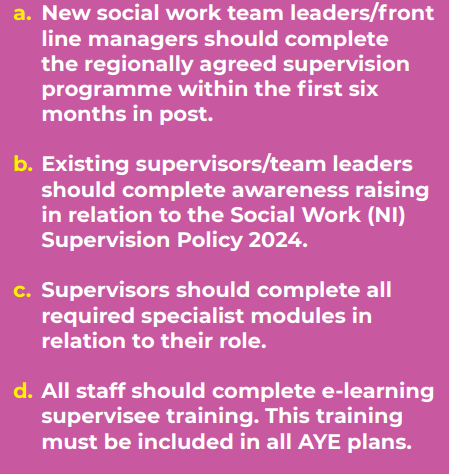 a. New social work team leaders/front
line managers should complete
the regionally agreed supervision
programme within the first six
months in post.
b. Existing supervisors/team leaders
should complete awareness raising
in relation to the Social Work (NI)
Supervision Policy 2024.
c. Supervisors should complete all
required specialist modules in
relation to their role.
d. All staff should complete e-learning
supervisee training. This training
must be included in all AYE plans.